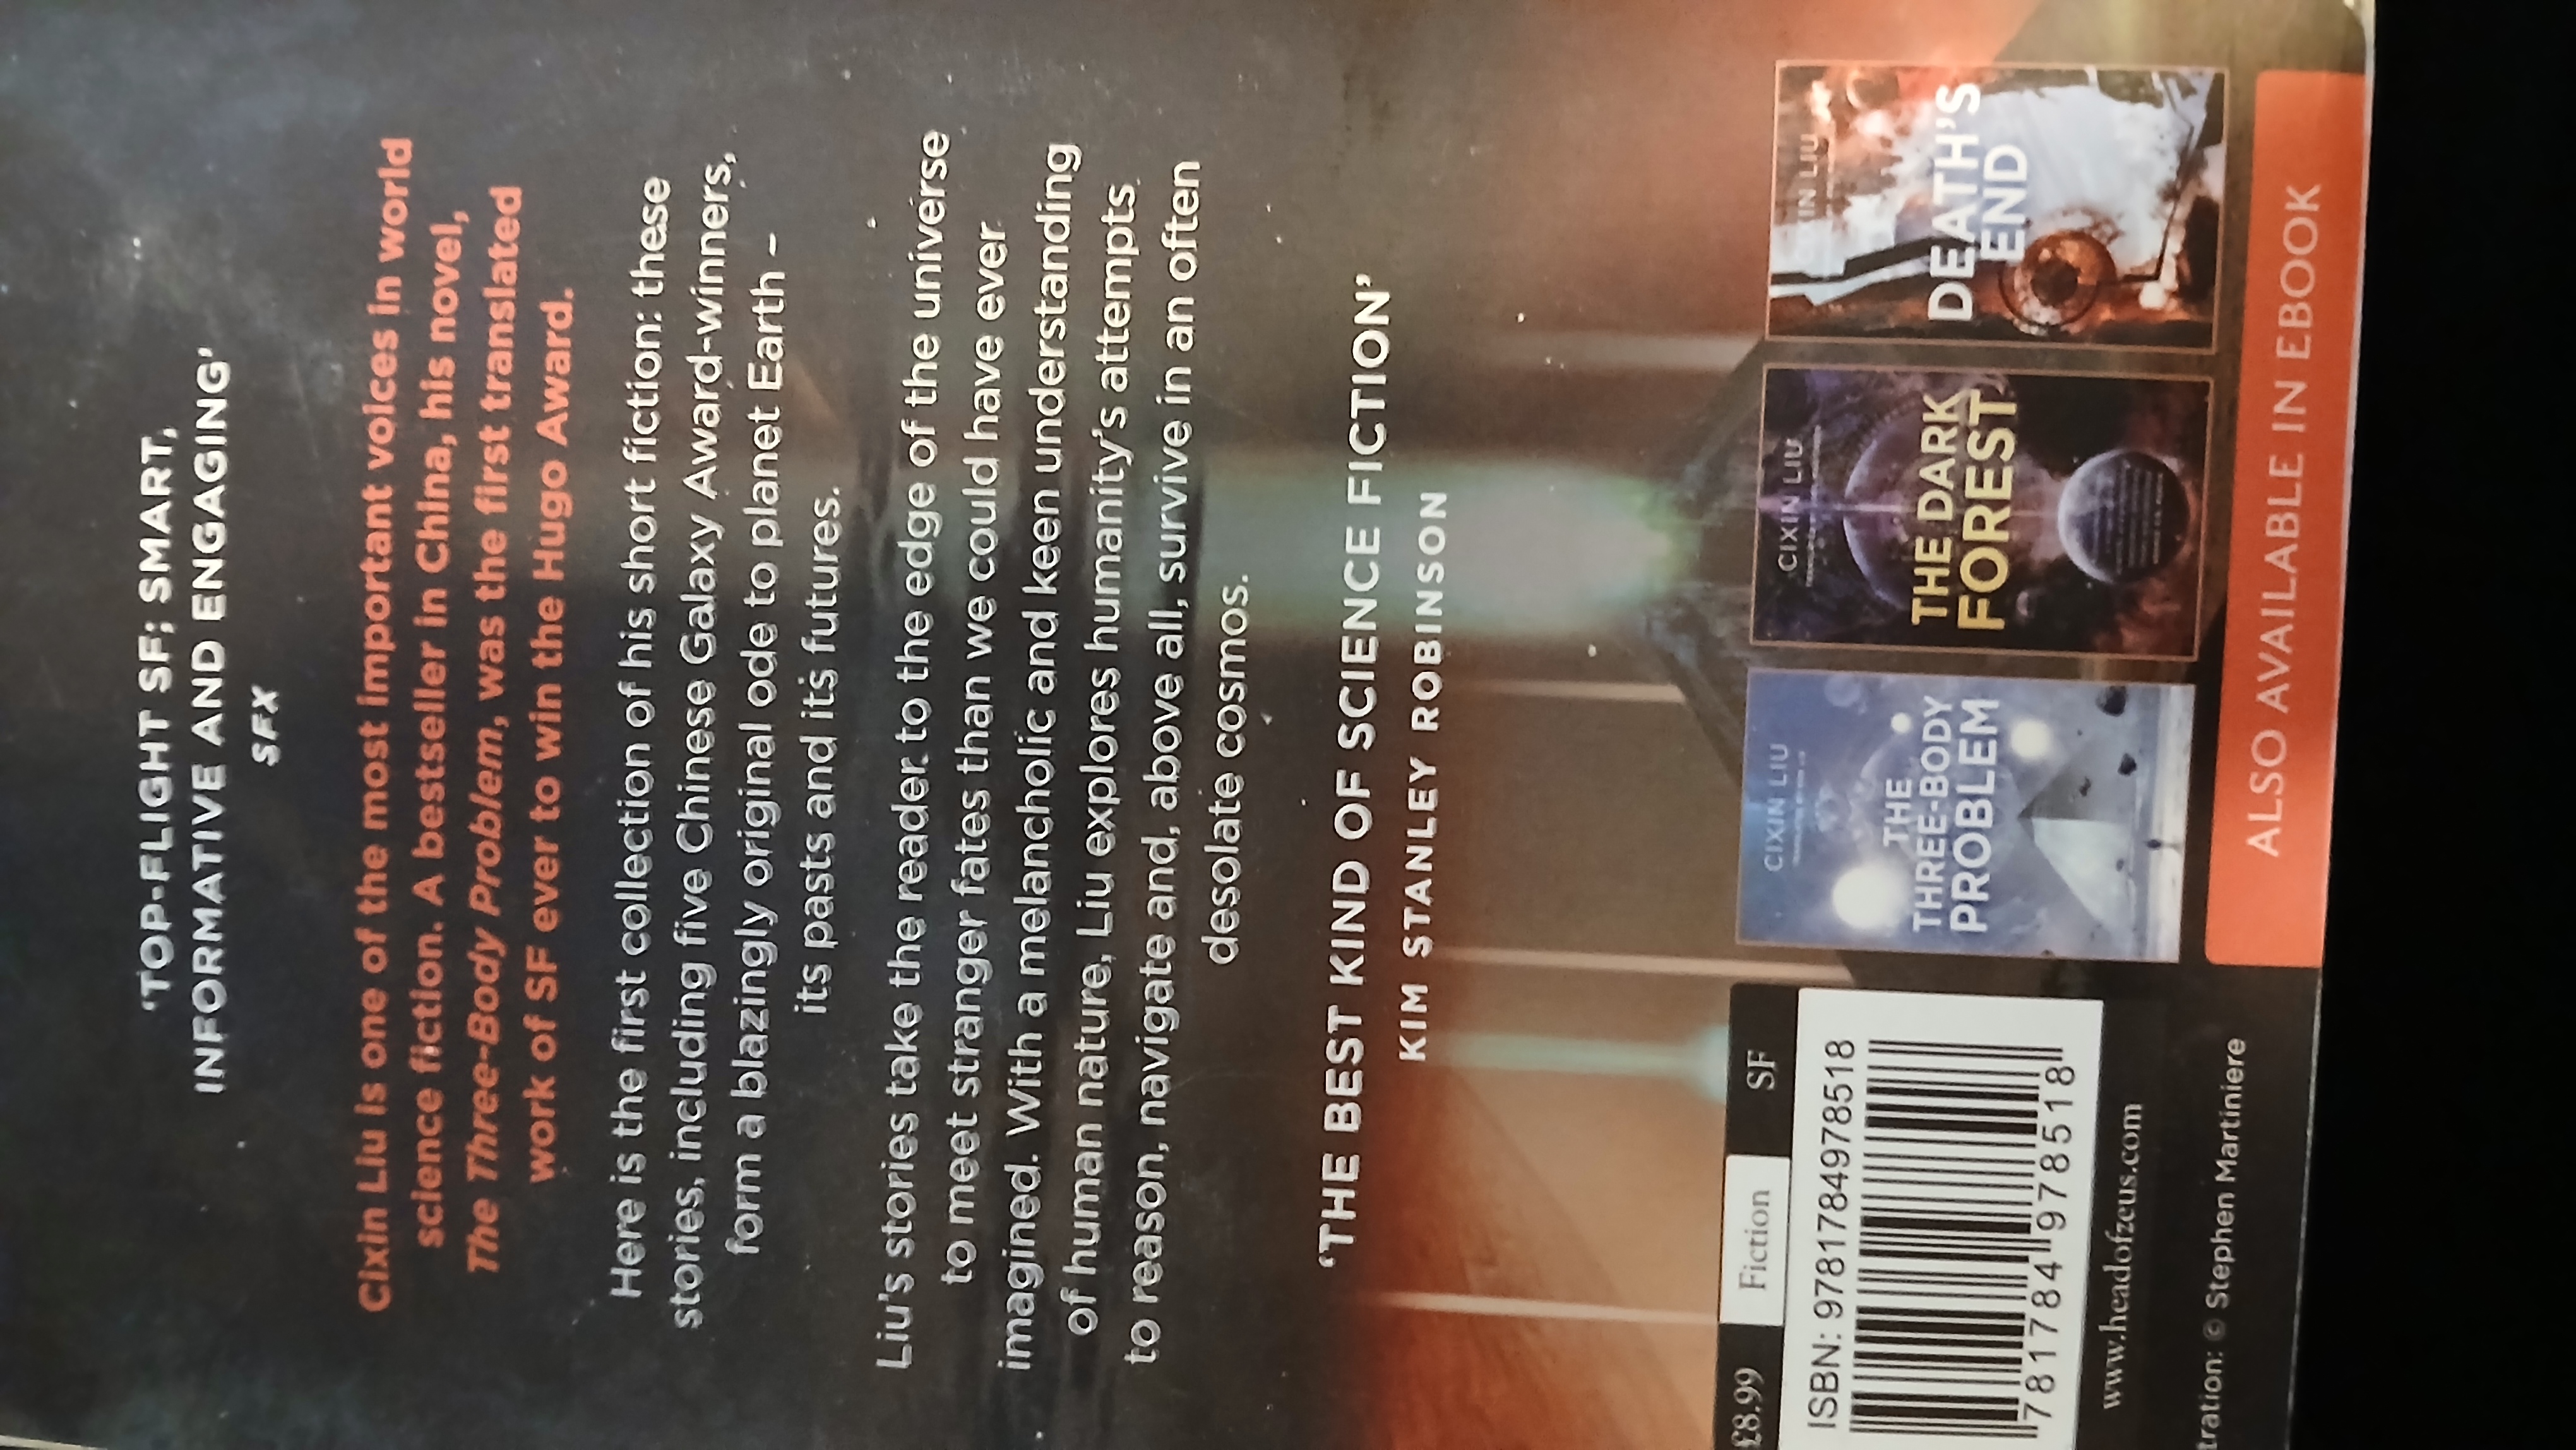 ‘TOP-FLIGHT SF; SMART,
INFORMATIVE AND ENGAGING’
SFX
Cixin Liu is one of the most important voices in world
science fiction. A bestseller in China, his novel,
The Three-Body Problem, was the first translated
work of SF ever to win the Hugo Award.
Here is the first collection of his short fiction: these
stories, including five Chinese Galaxy Award-winners,
form a blazingly original ode to planet Earth –
its pasts and its futures.
Liu's stories take the reader to the edge of the universe
to meet stranger fates than we could have ever
imagined. With a melancholic and keen understanding
of human nature, Liu explores humanity's attempts
to reason, navigate and, above all, survive in an often
desolate cosmos.
‘THE BEST KIND OF SCIENCE FICTION’
KIM STANLEY ROBINSON
£8.99 Fiction SF
ISBN: 9781784978518
781784 978518
www.headofzeus.com
tration: © Stephen Martiniere
CIXIN LIU
THE
THREE-BODY
PROBLEM
CIXIN LIU
THE DARK
FOREST
IN LIU
DEATH'S
END
ALSO AVAILABLE IN EBOOK